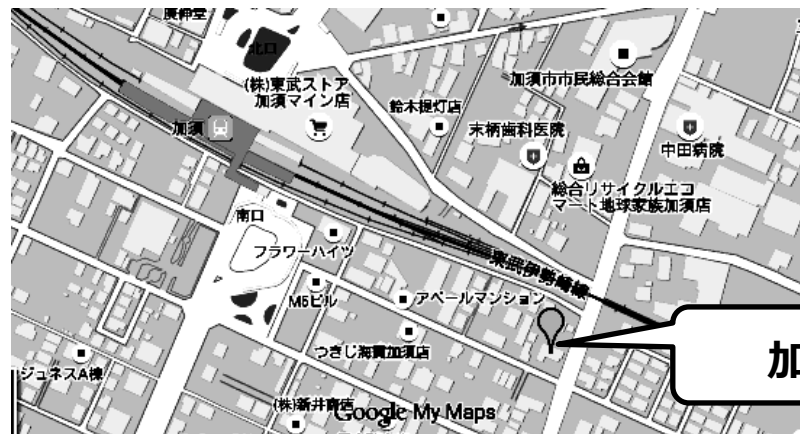 北口
(株)東武ストア
加須マイン店
加須
鈴木提灯店
加須市市民総合会館
末柄歯科医院
中田病院
総合リサイクルエコ
マート地球家族加須店
南口
フラワーハイツ
東武伊勢崎線
M5ビル
アベールマンション
つきじ海賓加須店
ジュネスA棟
(株)新井商店
Google My Maps
加